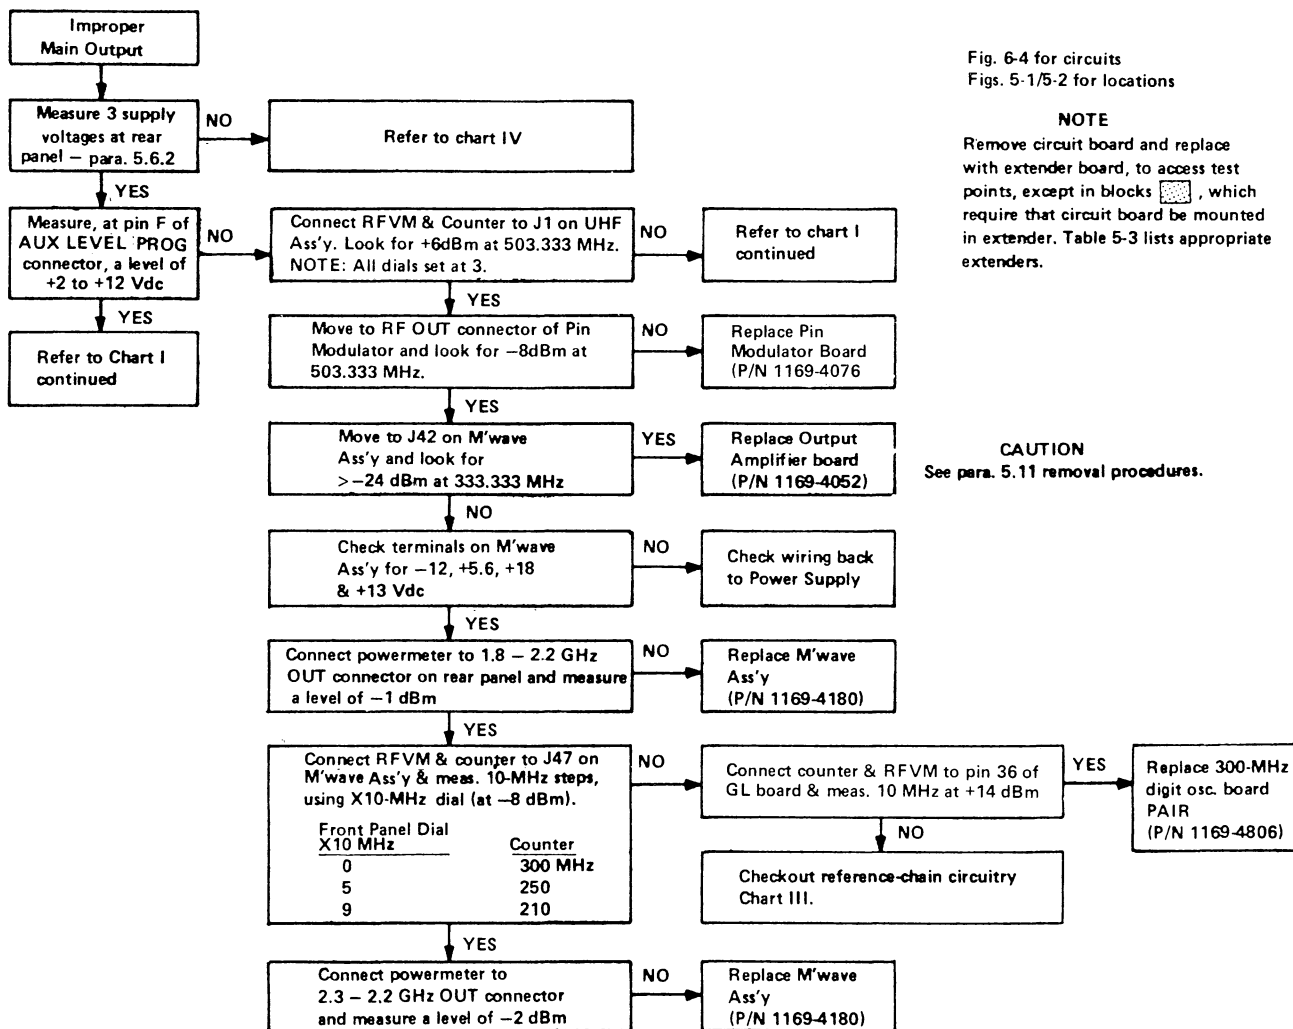 Improper
Main Output
Measure 3 supply
voltages at rear
panel — para. 5.6.2
NO
Refer to chart IV
YES
Measure, at pin F of
AUX LEVEL PROG
connector, a level of
+2 to +12 Vdc
NO
Connect RFVM & Counter to J1 on UHF
Ass'y. Look for +6dBm at 503.333 MHz.
NOTE: All dials set at 3.
NO
Refer to chart I
continued
YES
Refer to Chart I
continued
YES
Move to RF OUT connector of Pin
Modulator and look for −8dBm at
503.333 MHz.
NO
Replace Pin
Modulator Board
(P/N 1169-4076
YES
Move to J42 on M'wave
Ass'y and look for
>−24 dBm at 333.333 MHz
YES
Replace Output
Amplifier board
(P/N 1169-4052)
NO
Check terminals on M'wave
Ass'y for −12, +5.6, +18
& +13 Vdc
NO
Check wiring back
to Power Supply
YES
Connect powermeter to 1.8 − 2.2 GHz
OUT connector on rear panel and measure
a level of −1 dBm
NO
Replace M'wave
Ass'y
(P/N 1169-4180)
YES
Connect RFVM & counter to J47 on
M'wave Ass'y & meas. 10-MHz steps,
using X10-MHz dial (at −8 dBm).
Front Panel Dial
X10 MHz Counter
0 300 MHz
5 250
9 210
NO
Connect counter & RFVM to pin 36 of
GL board & meas. 10 MHz at +14 dBm
YES
Replace 300-MHz
digit osc. board
PAIR
(P/N 1169-4806)
NO
Checkout reference-chain circuitry
Chart III.
YES
Connect powermeter to
2.3 − 2.2 GHz OUT connector
and measure a level of −2 dBm
NO
Replace M'wave
Ass'y
(P/N 1169-4180)
Fig. 6-4 for circuits
Figs. 5-1/5-2 for locations
NOTE
Remove circuit board and replace
with extender board, to access test
points, except in blocks , which
require that circuit board be mounted
in extender. Table 5-3 lists appropriate
extenders.
CAUTION
See para. 5.11 removal procedures.